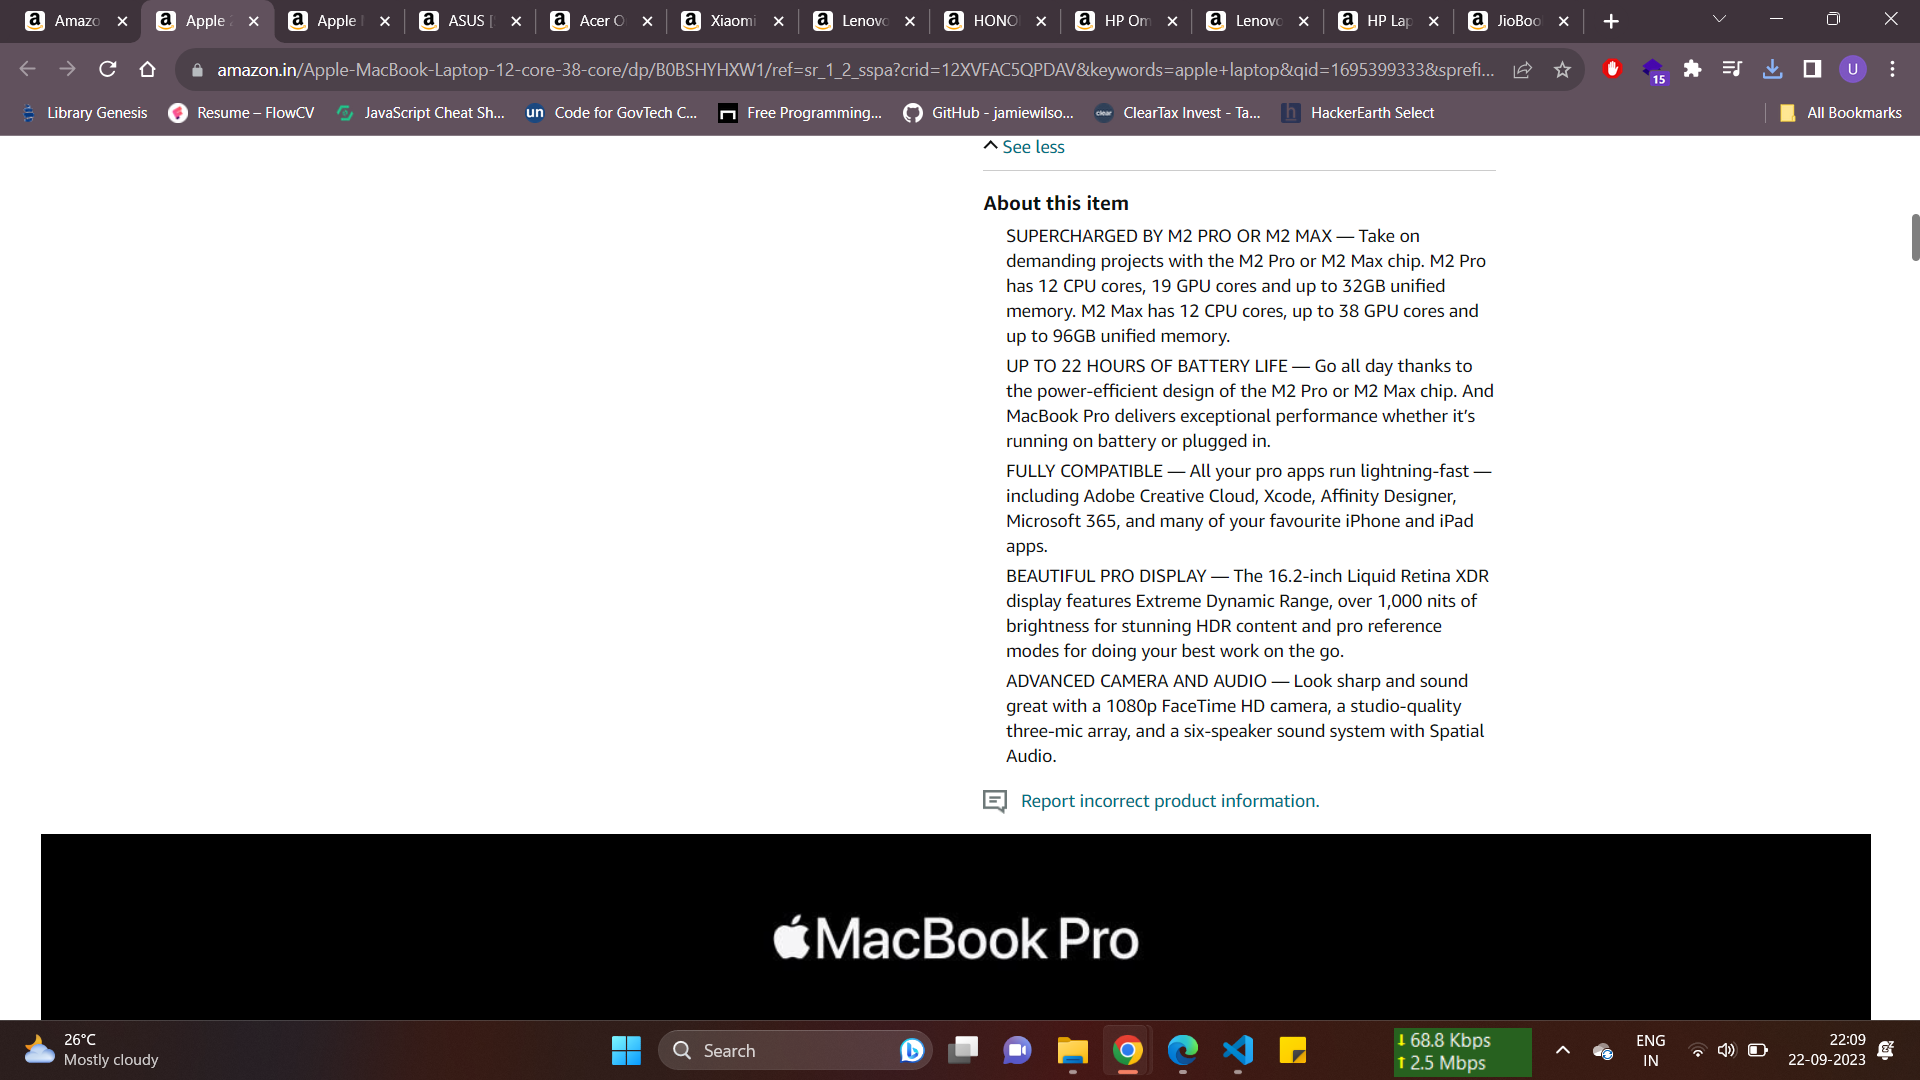 Amazo
Apple
Apple
ASUS [
Acer O
Xiaomi
Lenovo
HONO
HP Om
Lenovo
HP Lap
JioBoo
amazon.in/Apple-MacBook-Laptop-12-core-38-core/dp/B0BSHYHXW1/ref=sr_1_2_sspa?crid=12XVFAC5QPDAV&keywords=apple+laptop&qid=1695399333&sprefi...
15
U
Library Genesis
Resume – FlowCV
JavaScript Cheat Sh...
un
Code for GovTech C...
Free Programming...
GitHub - jamiewilso...
clear
ClearTax Invest - Ta...
h
HackerEarth Select
All Bookmarks
See less
About this item
SUPERCHARGED BY M2 PRO OR M2 MAX — Take on
demanding projects with the M2 Pro or M2 Max chip. M2 Pro
has 12 CPU cores, 19 GPU cores and up to 32GB unified
memory. M2 Max has 12 CPU cores, up to 38 GPU cores and
up to 96GB unified memory.
UP TO 22 HOURS OF BATTERY LIFE — Go all day thanks to
the power-efficient design of the M2 Pro or M2 Max chip. And
MacBook Pro delivers exceptional performance whether it’s
running on battery or plugged in.
FULLY COMPATIBLE — All your pro apps run lightning-fast —
including Adobe Creative Cloud, Xcode, Affinity Designer,
Microsoft 365, and many of your favourite iPhone and iPad
apps.
BEAUTIFUL PRO DISPLAY — The 16.2-inch Liquid Retina XDR
display features Extreme Dynamic Range, over 1,000 nits of
brightness for stunning HDR content and pro reference
modes for doing your best work on the go.
ADVANCED CAMERA AND AUDIO — Look sharp and sound
great with a 1080p FaceTime HD camera, a studio-quality
three-mic array, and a six-speaker sound system with Spatial
Audio.
Report incorrect product information.
MacBook Pro
26°C
Mostly cloudy
Search
68.8 Kbps
2.5 Mbps
ENG
IN
22:09
22-09-2023